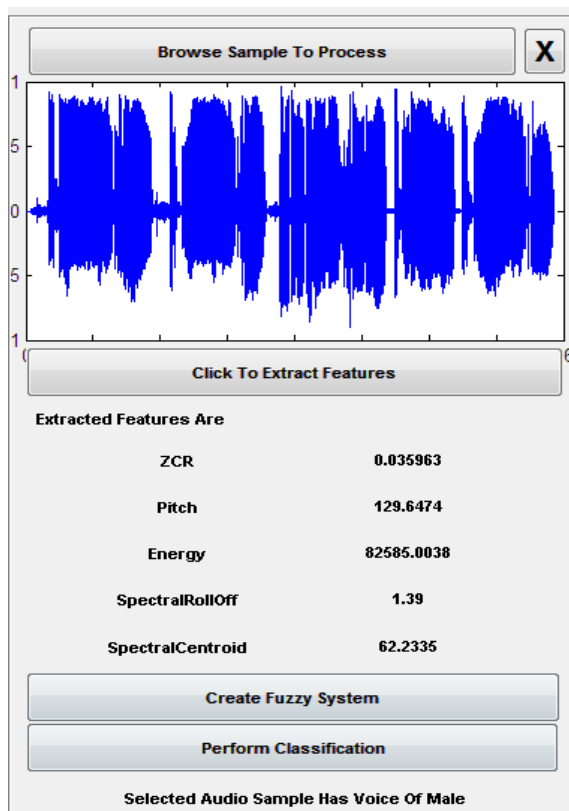 Browse Sample To Process X
1
5
0
5
1
0 6
Click To Extract Features
Extracted Features Are
ZCR 0.035963
Pitch 129.6474
Energy 82585.0038
SpectralRollOff 1.39
SpectralCentroid 62.2335
Create Fuzzy System
Perform Classification
Selected Audio Sample Has Voice Of Male